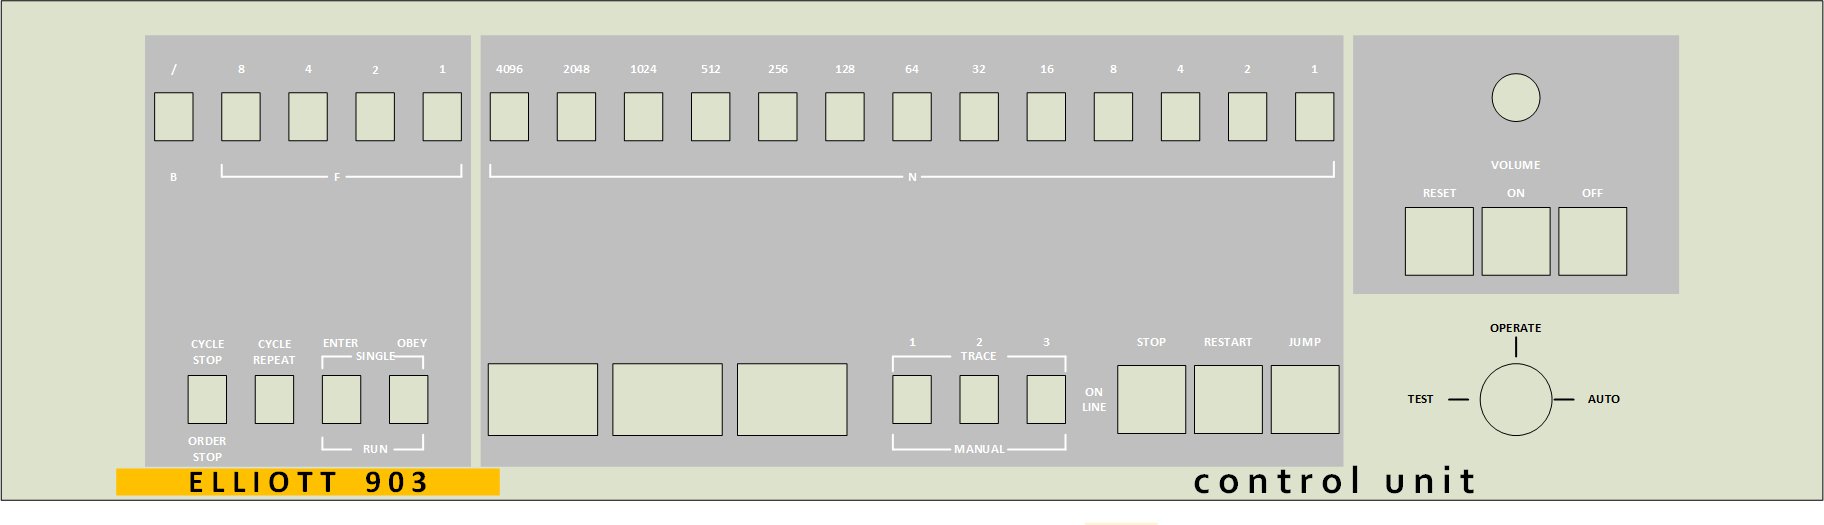 / 8 4 2 1 4096 2048 1024 512 256 128 64 32 16 8 4 2 1
B F N
VOLUME
RESET ON OFF
OPERATE
TEST AUTO
CYCLE STOP
CYCLE REPEAT
ENTER OBEY
SINGLE
ORDER STOP
RUN
1 2 3
TRACE
MANUAL
ON LINE
STOP RESTART JUMP
ELLIOTT 903
control unit